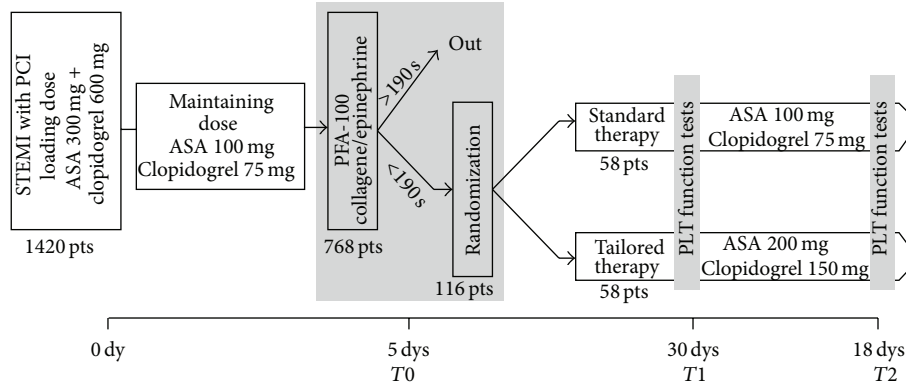 STEMI with PCI
loading dose
ASA 300 mg +
clopidogrel 600 mg
1420 pts
Maintaining
dose
ASA 100 mg
Clopidogrel 75 mg
PFA-100
collagene/epinephrine
768 pts
>190 s
Out
<190 s
Randomization
116 pts
Standard
therapy
58 pts
PLT function tests
ASA 100 mg
Clopidogrel 75 mg
PLT function tests
Tailored
therapy
58 pts
ASA 200 mg
Clopidogrel 150 mg
0 dy
5 dys
T0
30 dys
T1
18 dys
T2